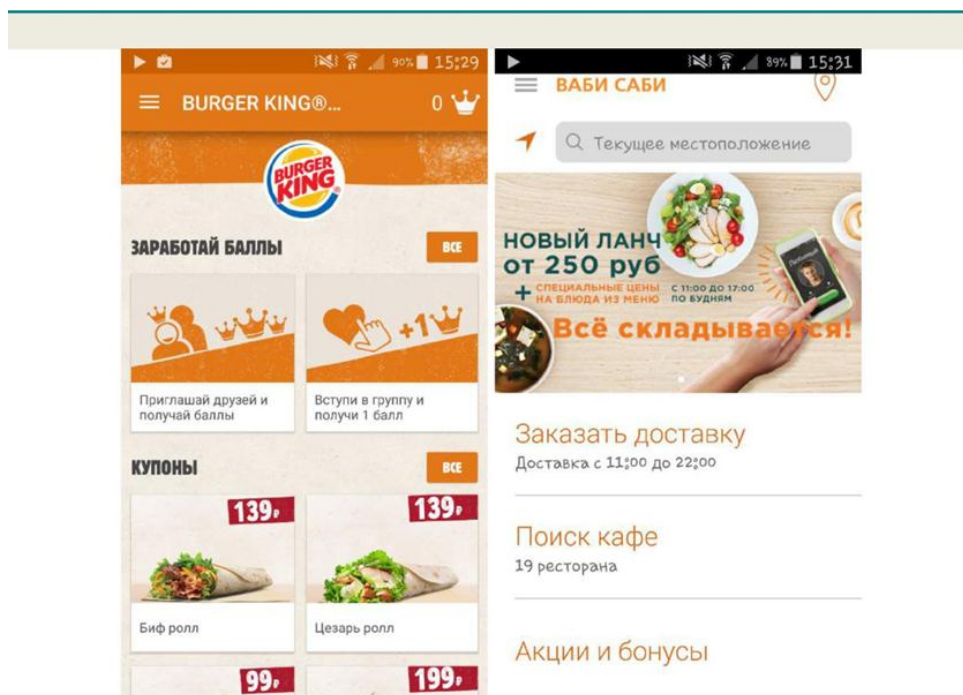 90% 15:29
BURGER KING®... 0
BURGER
KING
ЗАРАБОТАЙ БАЛЛЫ
ВСЕ
+1
Приглашай друзей и
получай баллы
Вступи в группу и
получи 1 балл
КУПОНЫ
ВСЕ
139₽
139₽
Биф ролл
Цезарь ролл
99₽
199₽
89% 15:31
ВАБИ САБИ
Текущее местоположение
НОВЫЙ ЛАНЧ
от 250 руб
+ СПЕЦИАЛЬНЫЕ ЦЕНЫ
НА БЛЮДА ИЗ МЕНЮ
С 11:00 ДО 17:00
ПО БУДНЯМ
Всё складывается!
Заказать доставку
Доставка с 11:00 до 22:00
Поиск кафе
19 ресторана
Акции и бонусы